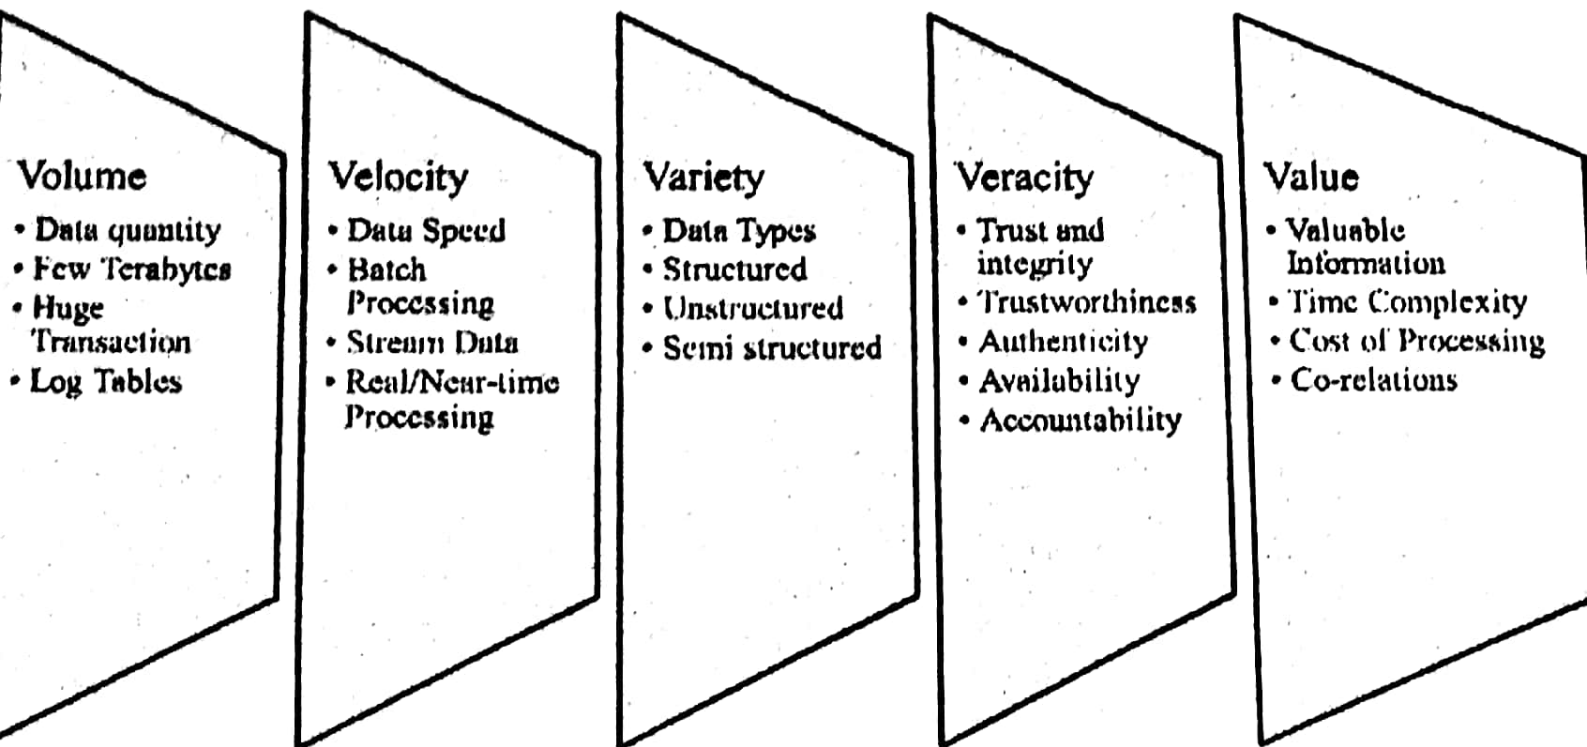 Volume
• Data quantity
• Few Terabytes
• Huge
Transaction
• Log Tables
Velocity
• Data Speed
• Batch
Processing
• Stream Data
• Real/Near-time
Processing
Variety
• Data Types
• Structured
• Unstructured
• Semi structured
Veracity
• Trust and
integrity
• Trustworthiness
• Authenticity
• Availability
• Accountability
Value
• Valuable
Information
• Time Complexity
• Cost of Processing
• Co-relations